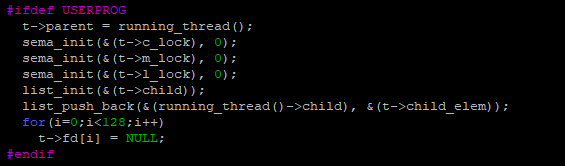 #ifdef USERPROG
t->parent = running_thread();
sema_init(&(t->c_lock), 0);
sema_init(&(t->m_lock), 0);
sema_init(&(t->l_lock), 0);
list_init(&(t->child));
list_push_back(&(running_thread()->child), &(t->child_elem));
for(i=0;i<128;i++)
t->fd[i] = NULL;
#endif